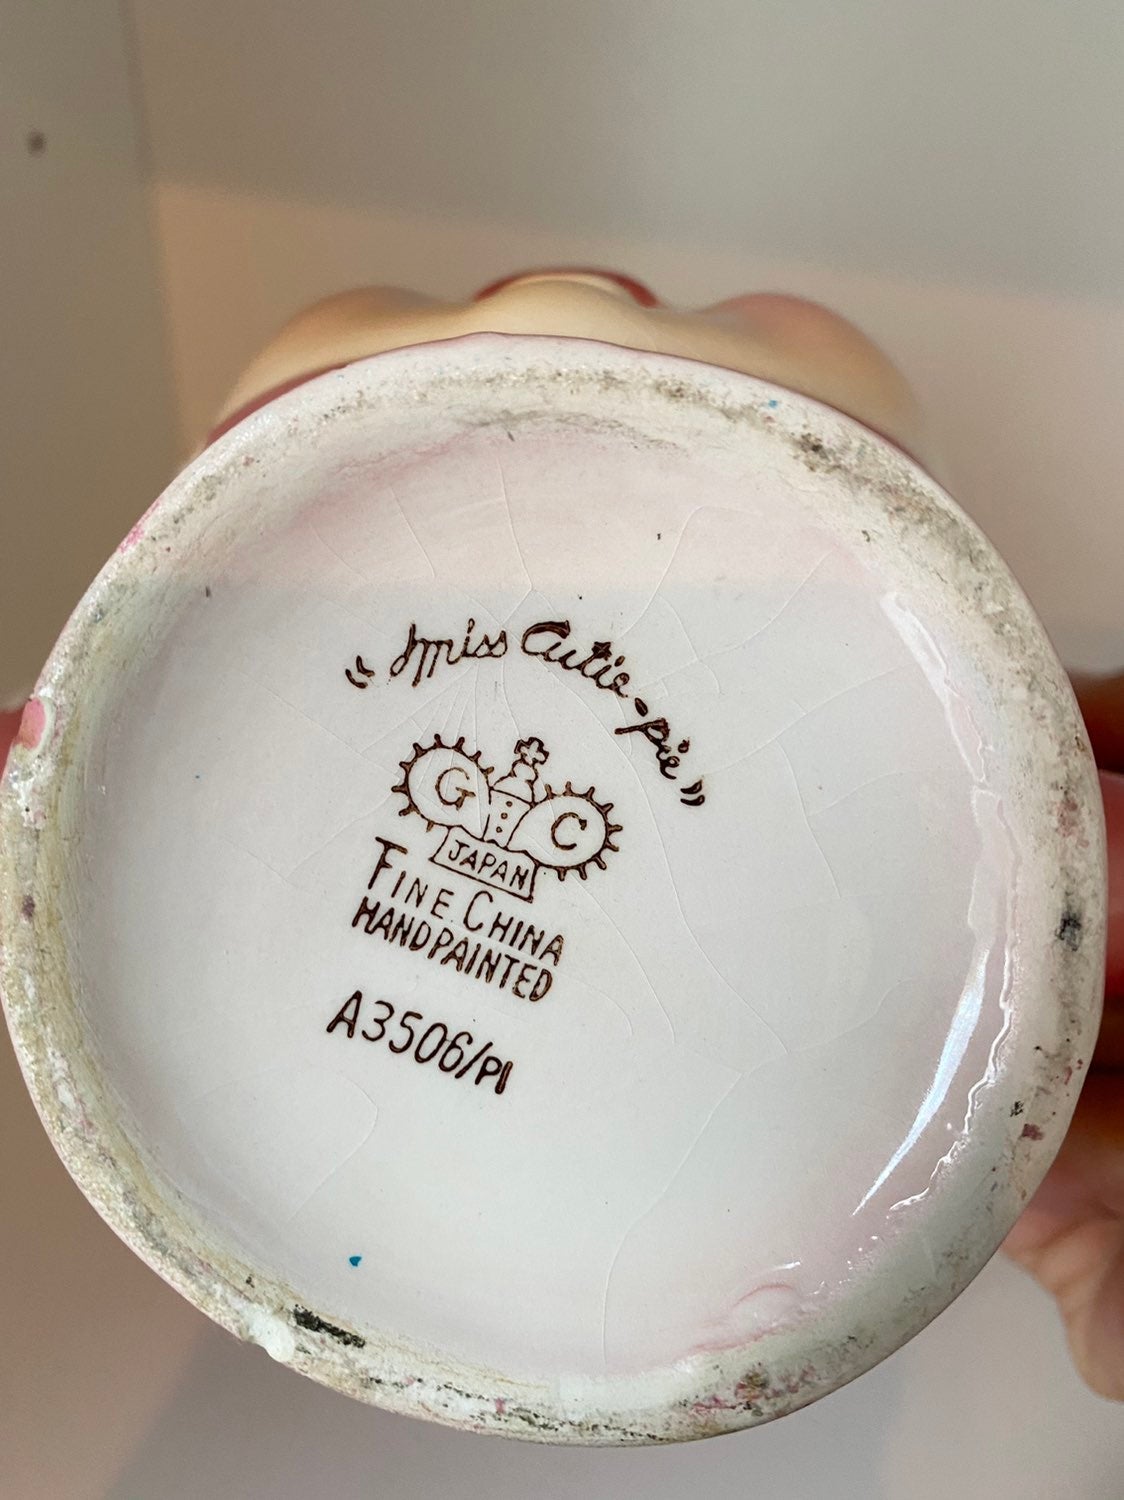 "Miss Cutie-pie"
G C
JAPAN
FINE CHINA
HANDPAINTED
A3506/PI